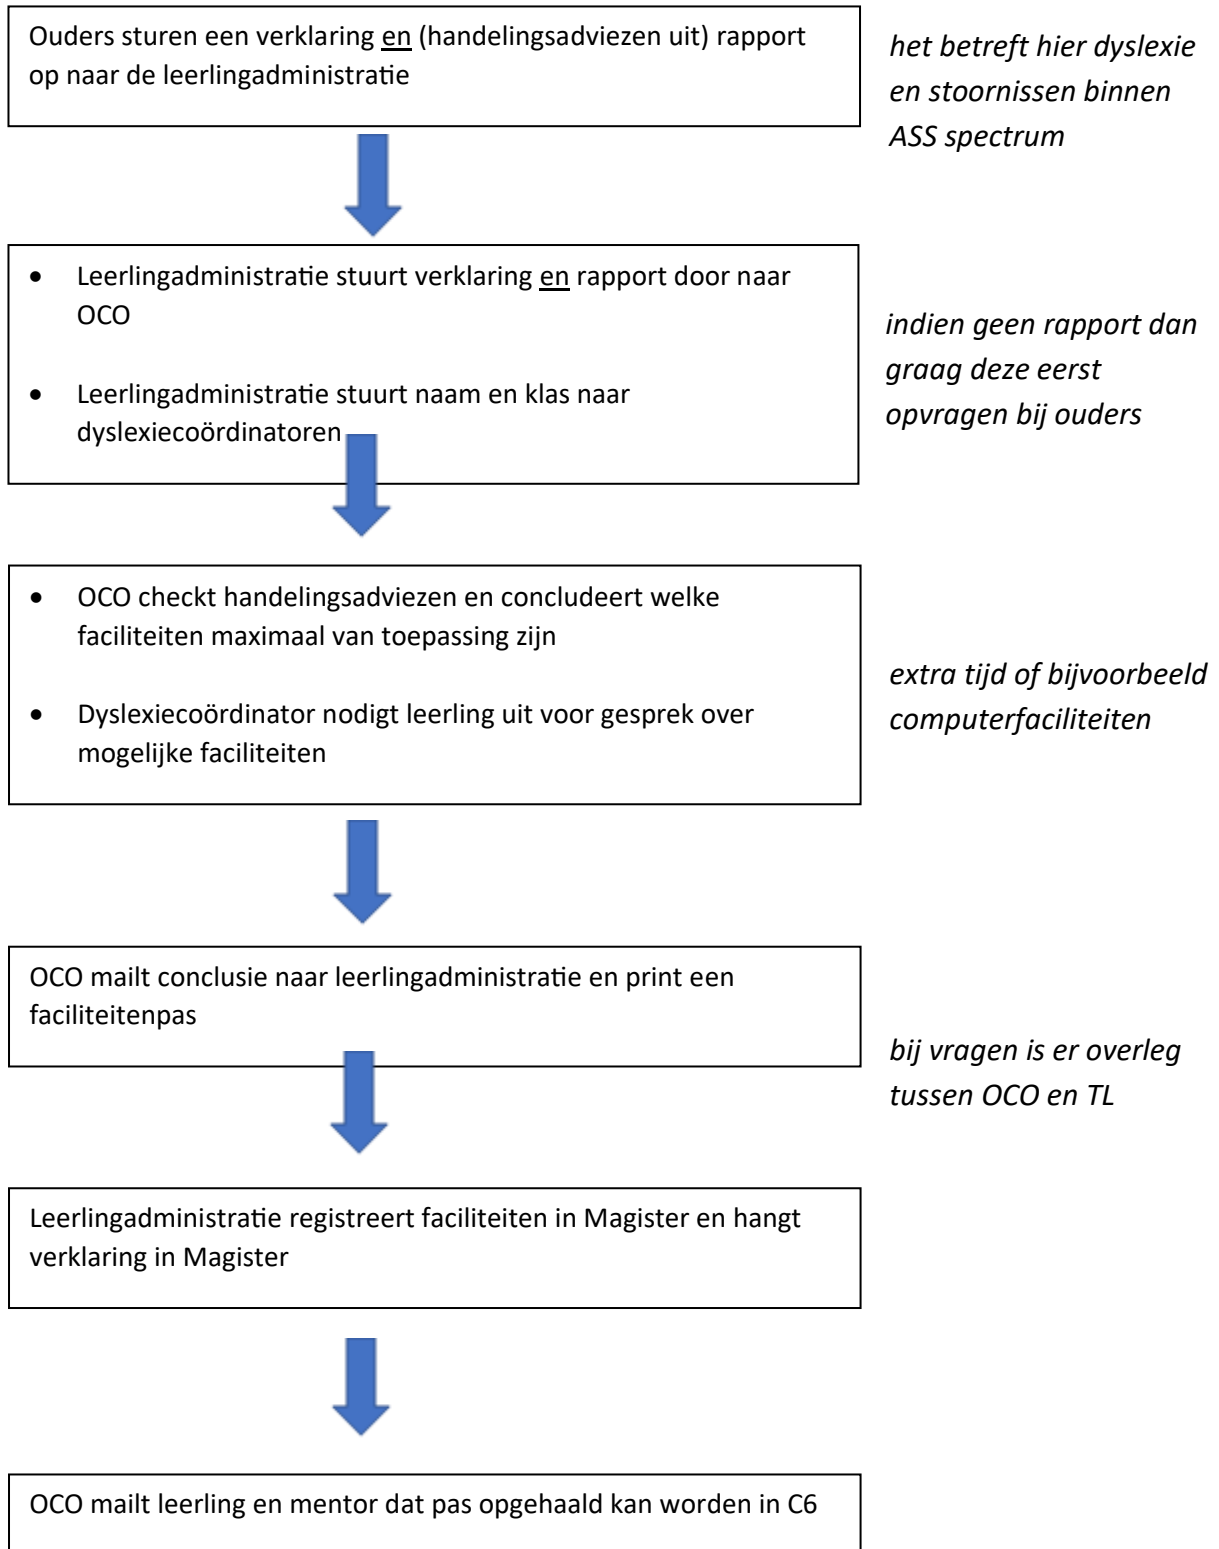 Ouders sturen een verklaring en (handelingsadviezen uit) rapport
op naar de leerlingadministratie
het betreft hier dyslexie
en stoornissen binnen
ASS spectrum
• Leerlingadministratie stuurt verklaring en rapport door naar
OCO
• Leerlingadministratie stuurt naam en klas naar
dyslexiecoördinatoren
indien geen rapport dan
graag deze eerst
opvragen bij ouders
• OCO checkt handelingsadviezen en concludeert welke
faciliteiten maximaal van toepassing zijn
• Dyslexiecoördinator nodigt leerling uit voor gesprek over
mogelijke faciliteiten
extra tijd of bijvoorbeeld
computerfaciliteiten
OCO mailt conclusie naar leerlingadministratie en print een
faciliteitenpas
bij vragen is er overleg
tussen OCO en TL
Leerlingadministratie registreert faciliteiten in Magister en hangt
verklaring in Magister
OCO mailt leerling en mentor dat pas opgehaald kan worden in C6